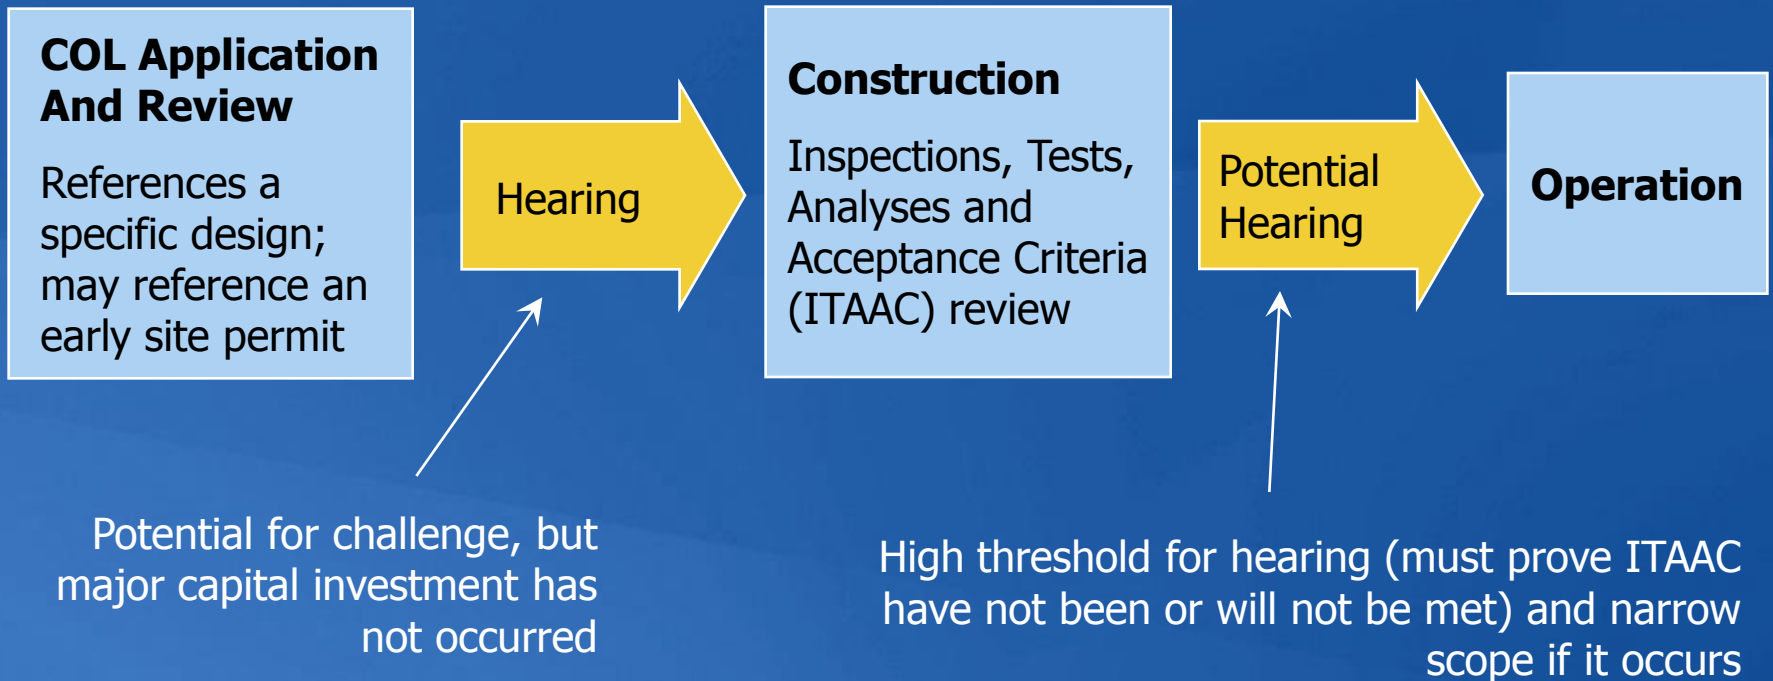 COL Application
And Review
References a
specific design;
may reference an
early site permit
Hearing
Construction
Inspections, Tests,
Analyses and
Acceptance Criteria
(ITAAC) review
Potential
Hearing
Operation
Potential for challenge, but
major capital investment has
not occurred
High threshold for hearing (must prove ITAAC
have not been or will not be met) and narrow
scope if it occurs